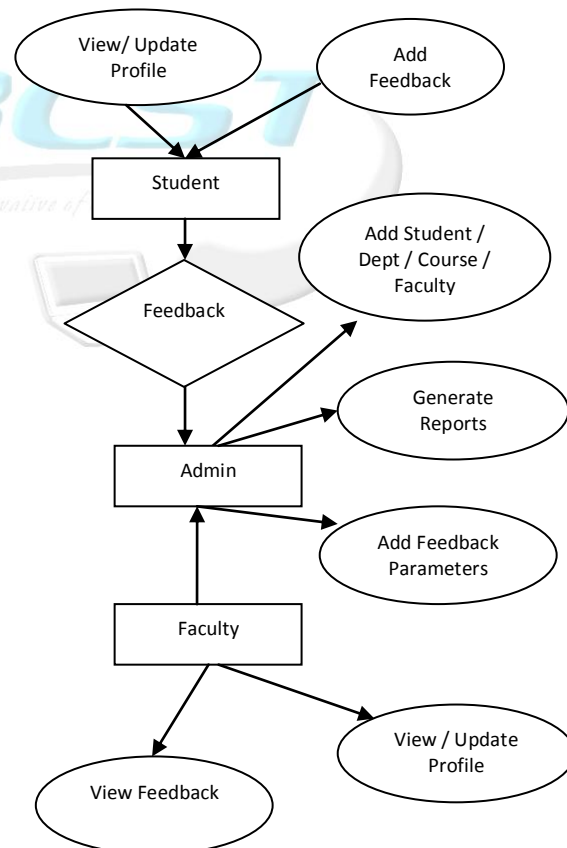 View/ Update
Profile
Add
Feedback
Student
Add Student /
Dept / Course /
Faculty
Feedback
Generate
Reports
Admin
Add Feedback
Parameters
Faculty
View / Update
Profile
View Feedback